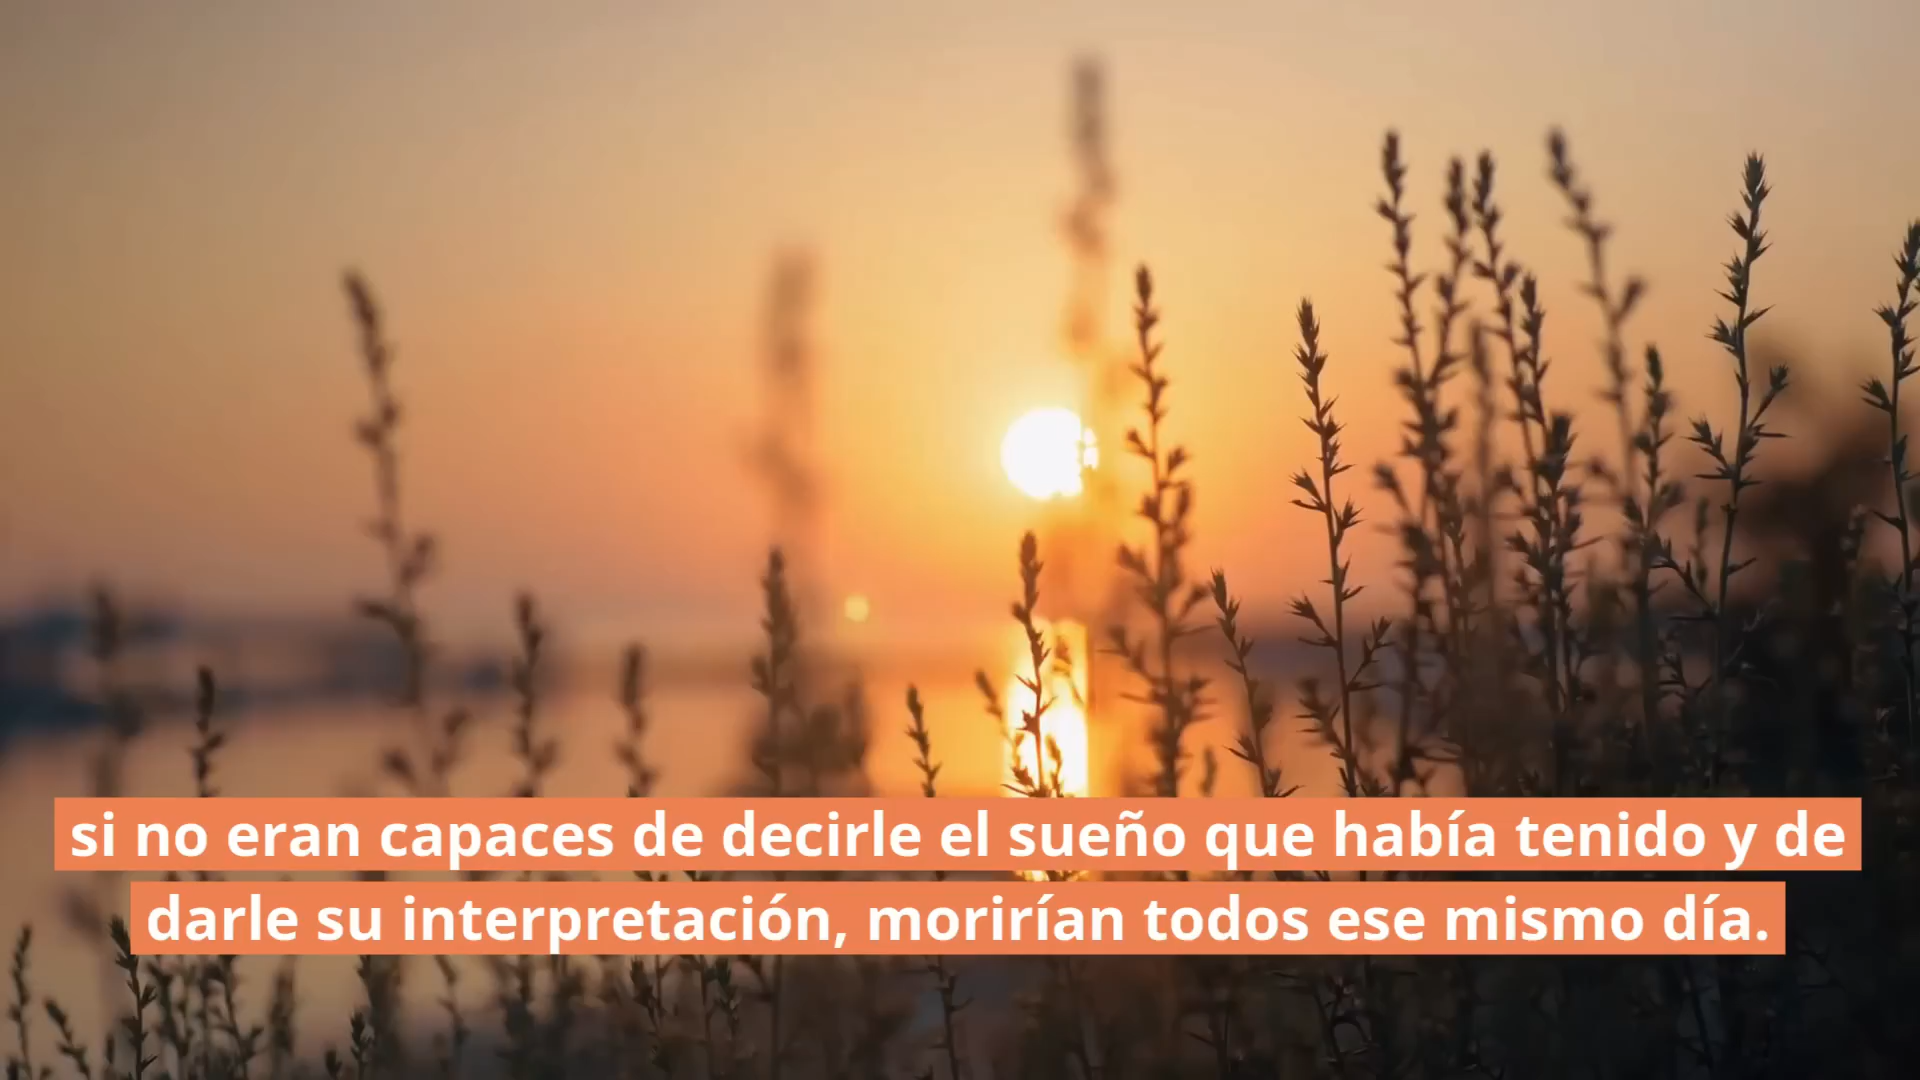 si no eran capaces de decirle el sueño que había tenido y de
darle su interpretación, morirían todos ese mismo día.